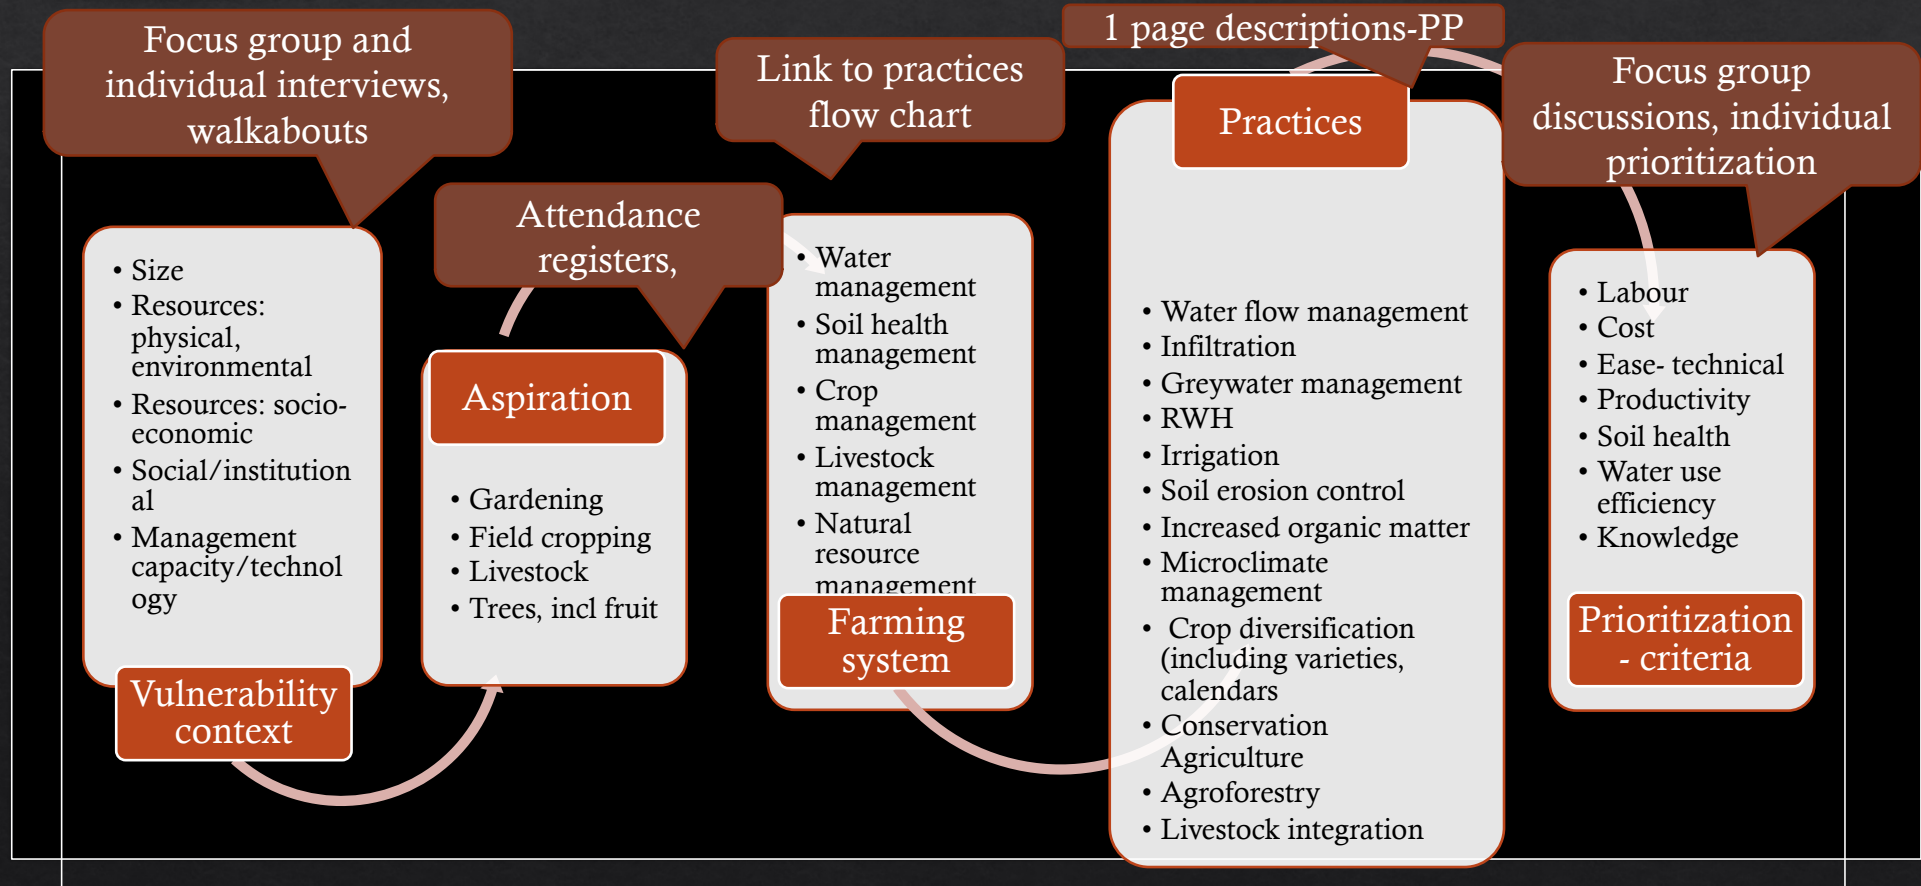 Focus group and
individual interviews,
walkabouts
• Size
• Resources:
physical,
environmental
• Resources: socio-
economic
• Social/institution
al
• Management
capacity/technol
ogy
Vulnerability
context
Attendance
registers,
Aspiration
• Gardening
• Field cropping
• Livestock
• Trees, incl fruit
Link to practices
flow chart
• Water
management
• Soil health
management
• Crop
management
• Livestock
management
• Natural
resource
management
Farming
system
1 page descriptions-PP
Practices
• Water flow management
• Infiltration
• Greywater management
• RWH
• Irrigation
• Soil erosion control
• Increased organic matter
• Microclimate
management
• Crop diversification
(including varieties,
calendars
• Conservation
Agriculture
• Agroforestry
• Livestock integration
Focus group
discussions, individual
prioritization
• Labour
• Cost
• Ease- technical
• Productivity
• Soil health
• Water use
efficiency
• Knowledge
Prioritization
- criteria